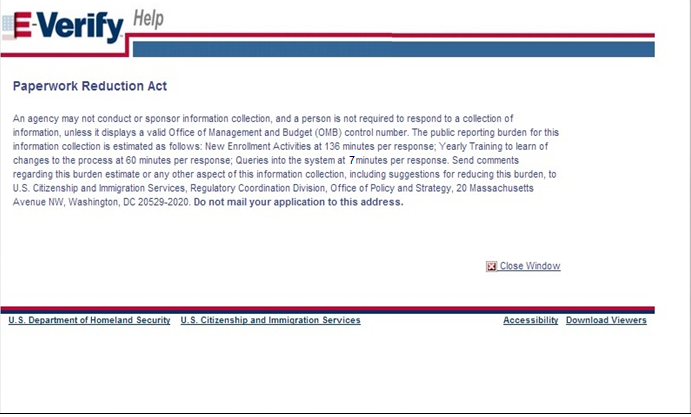 E-Verify Help
Paperwork Reduction Act
An agency may not conduct or sponsor information collection, and a person is not required to respond to a collection of
information, unless it displays a valid Office of Management and Budget (OMB) control number. The public reporting burden for this
information collection is estimated as follows: New Enrollment Activities at 136 minutes per response; Yearly Training to learn of
changes to the process at 60 minutes per response; Queries into the system at 7minutes per response. Send comments
regarding this burden estimate or any other aspect of this information collection, including suggestions for reducing this burden, to
U.S. Citizenship and Immigration Services, Regulatory Coordination Division, Office of Policy and Strategy, 20 Massachusetts
Avenue NW, Washington, DC 20529-2020. Do not mail your application to this address.
Close Window
U.S. Department of Homeland Security U.S. Citizenship and Immigration Services Accessibility Download Viewers